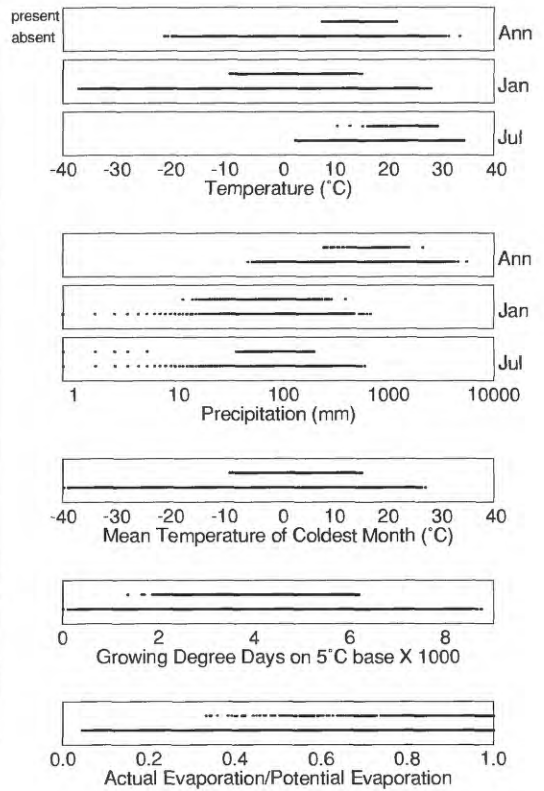 present
absent
Ann
Jan
Jul
-40 -30 -20 -10 0 10 20 30 40
Temperature (°C)
Ann
Jan
Jul
1 10 100 1000 10000
Precipitation (mm)
-40 -30 -20 -10 0 10 20 30 40
Mean Temperature of Coldest Month (°C)
0 2 4 6 8
Growing Degree Days on 5°C base X 1000
0.0 0.2 0.4 0.6 0.8 1.0
Actual Evaporation/Potential Evaporation